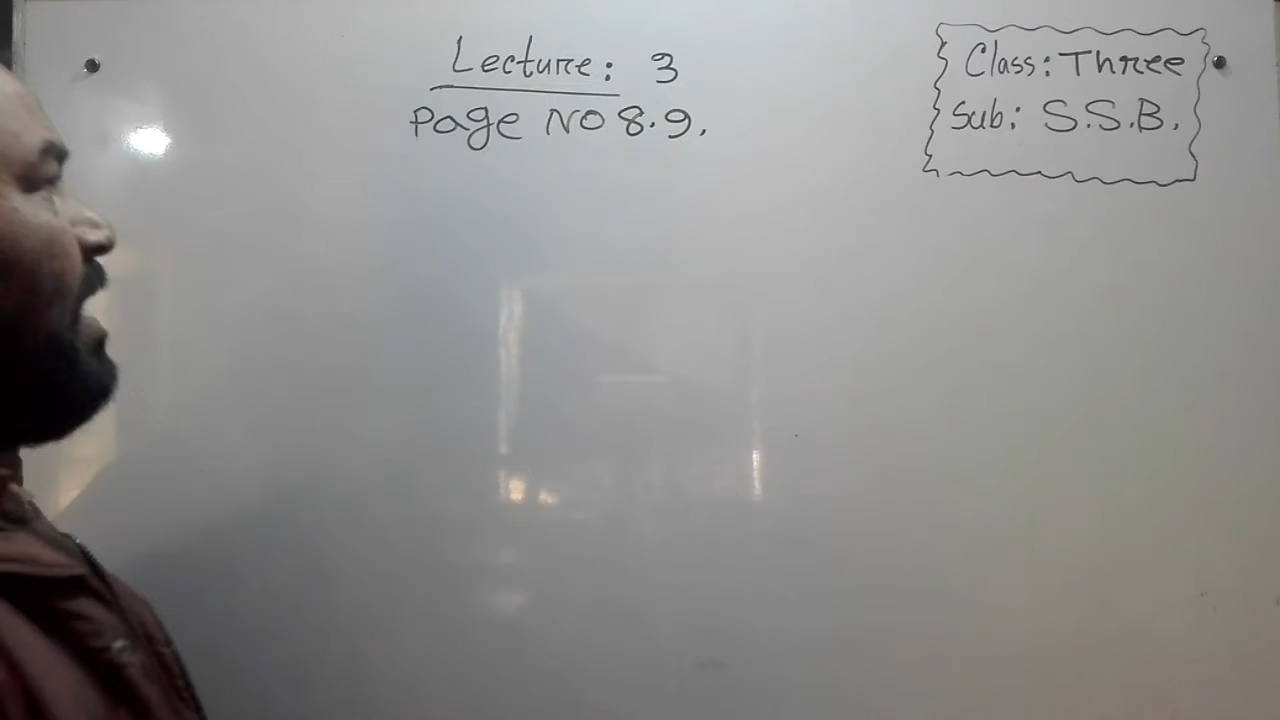 Lecture: 3
Page NO 8.9.
Class: Three
Sub: S.S.B.